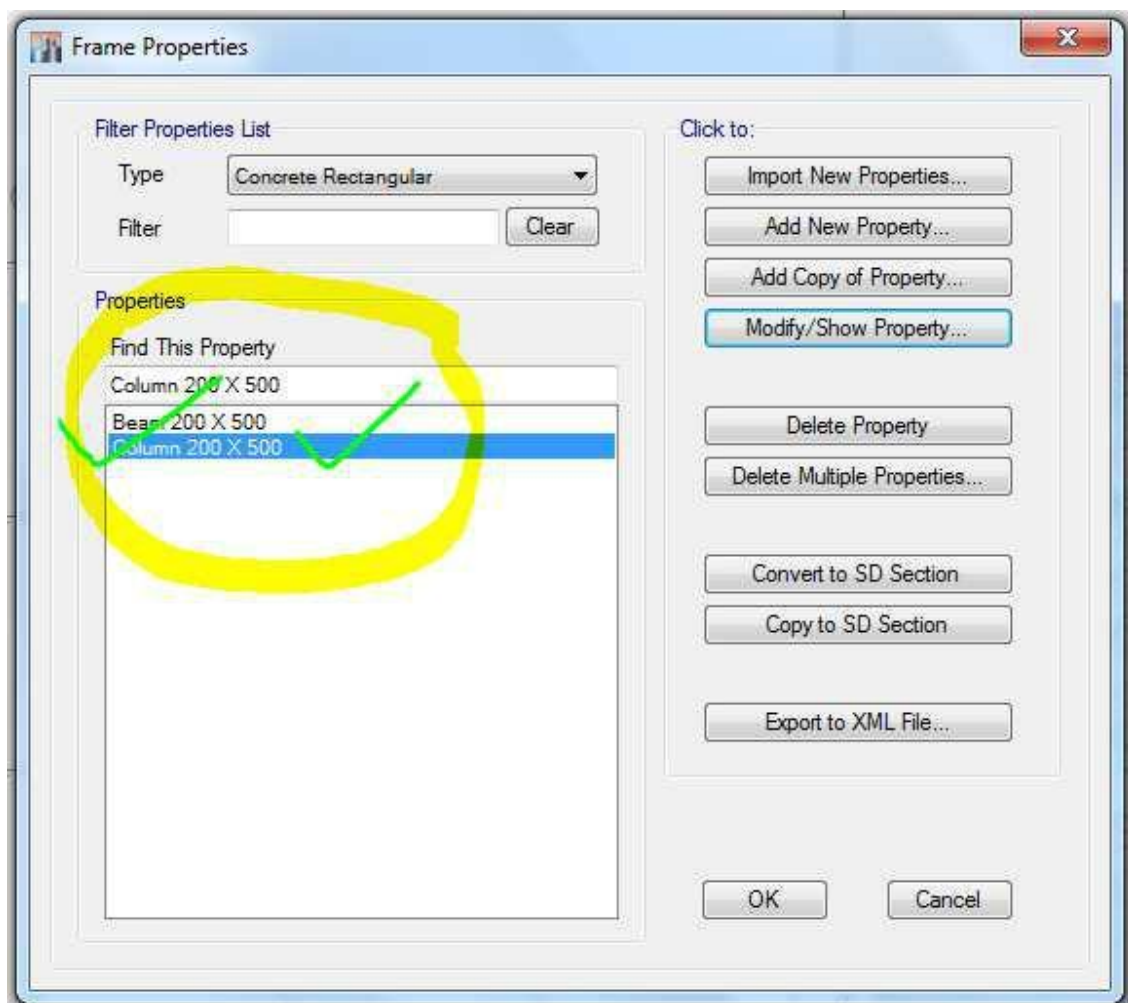 Frame Properties
Filter Properties List
Type
Concrete Rectangular
Filter
Clear
Properties
Find This Property
Column 200 X 500
Beam 200 X 500
Column 200 X 500
Click to:
Import New Properties...
Add New Property...
Add Copy of Property...
Modify/Show Property...
Delete Property
Delete Multiple Properties...
Convert to SD Section
Copy to SD Section
Export to XML File...
OK
Cancel